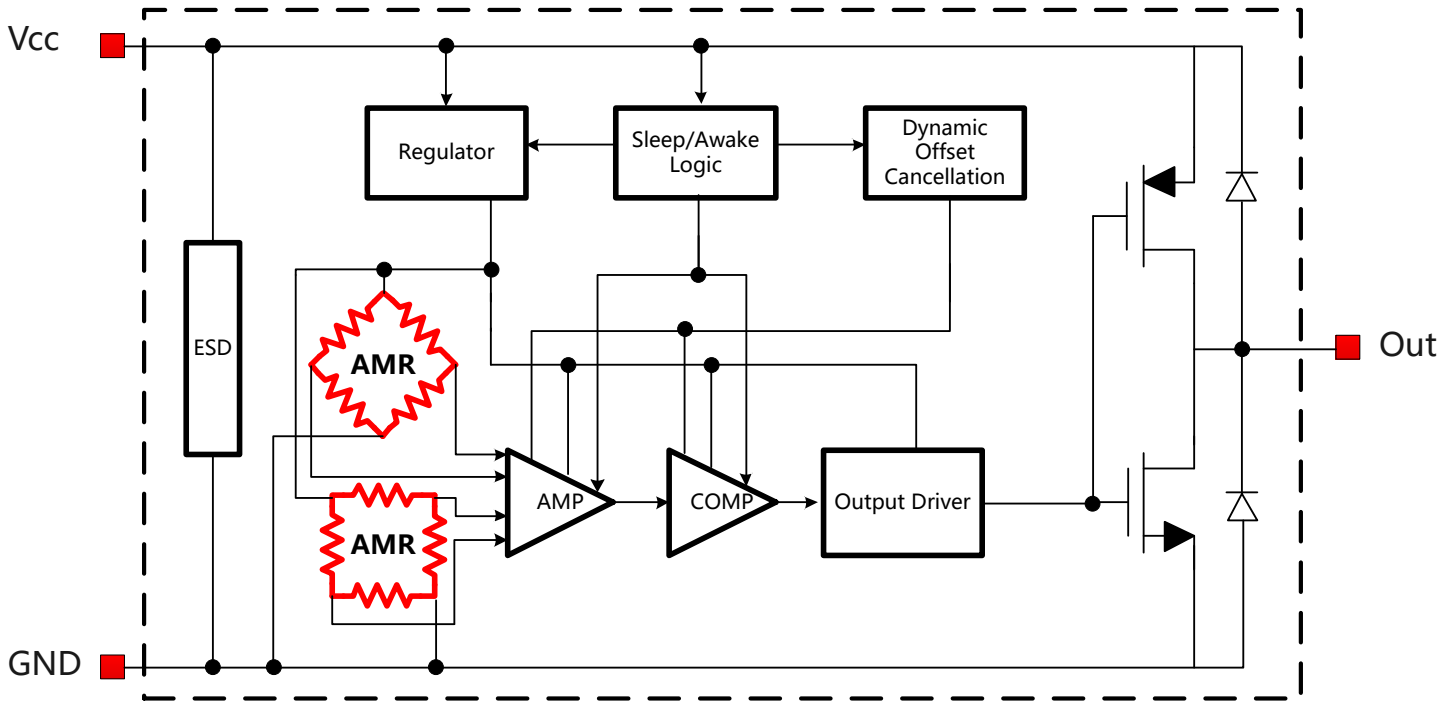 Vcc
Regulator
Sleep/Awake
Logic
Dynamic
Offset
Cancellation
ESD
AMR
Out
AMP
COMP
Output Driver
AMR
GND